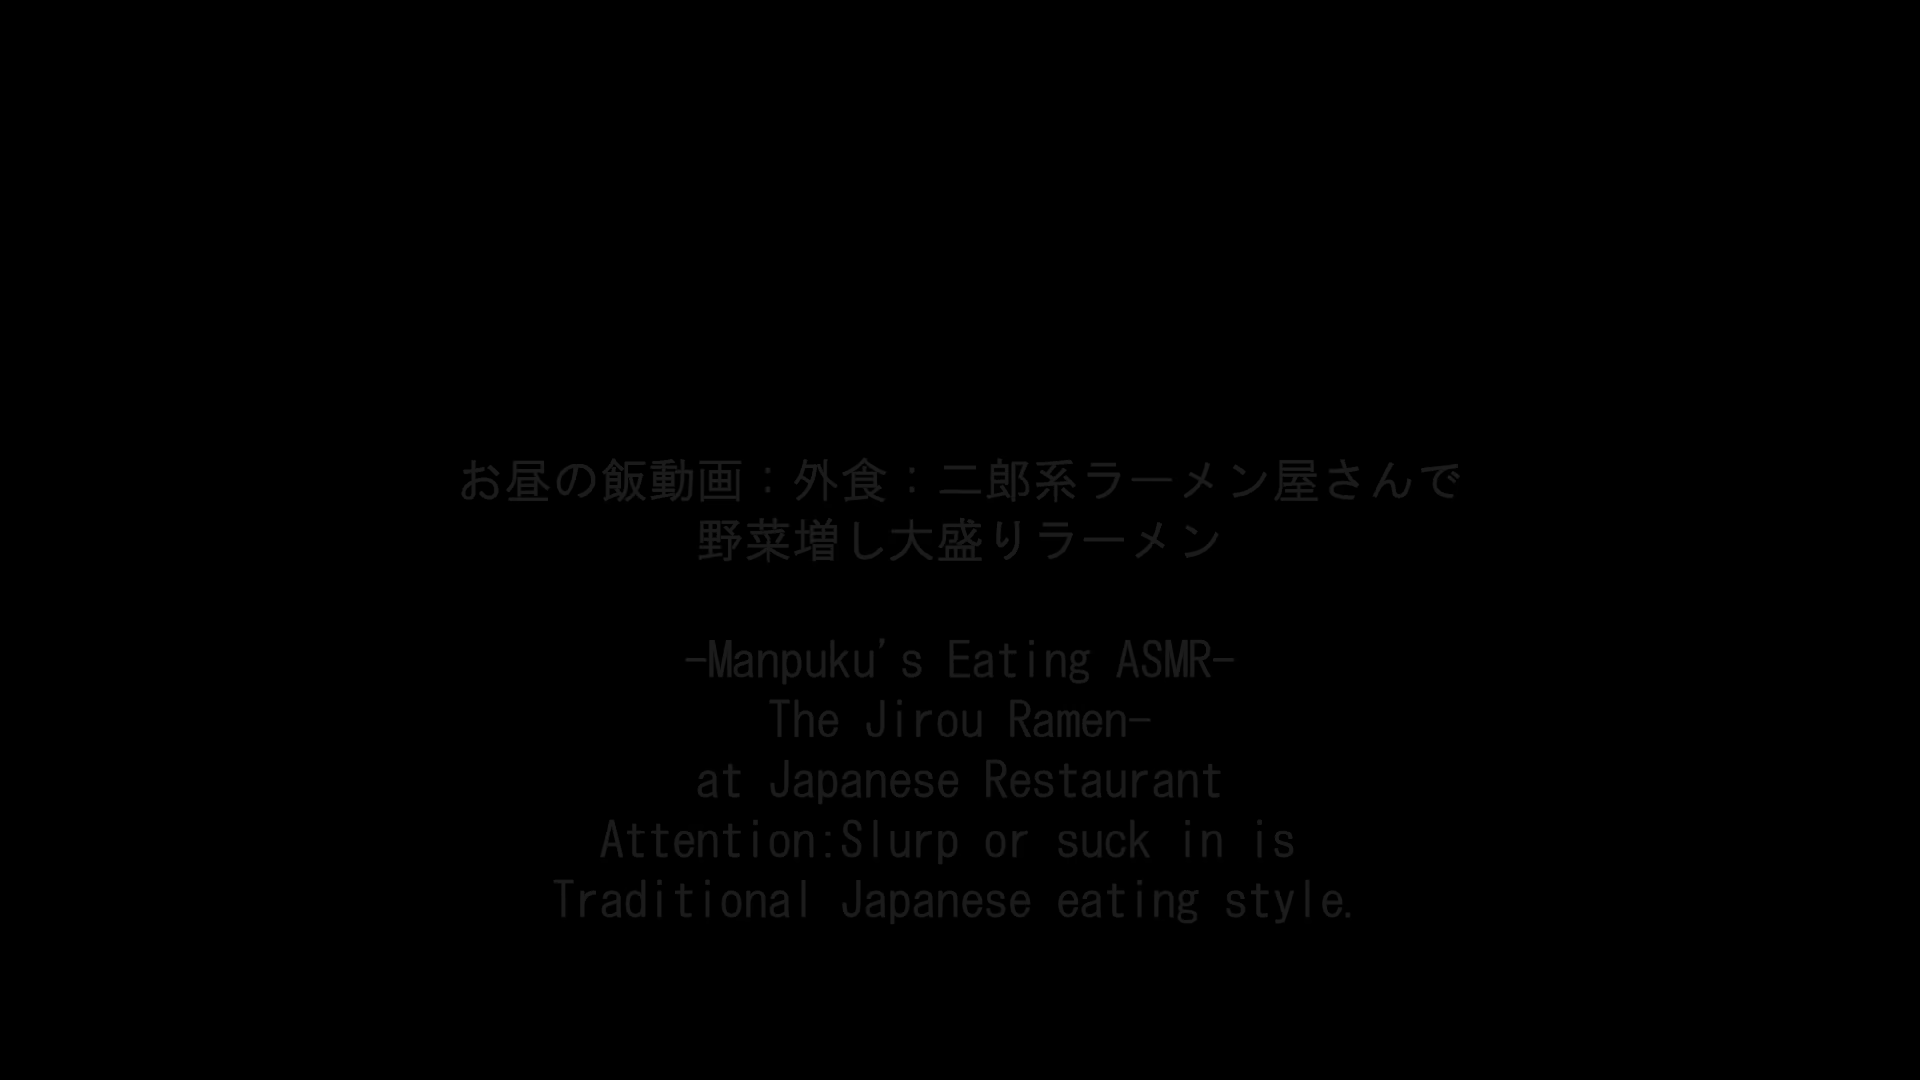 お昼の飯動画：外食：二郎系ラーメン屋さんで
野菜増し大盛りラーメン
-Manpuku's Eating ASMR-
The Jirou Ramen-
at Japanese Restaurant
Attention:Slurp or suck in is
Traditional Japanese eating style.